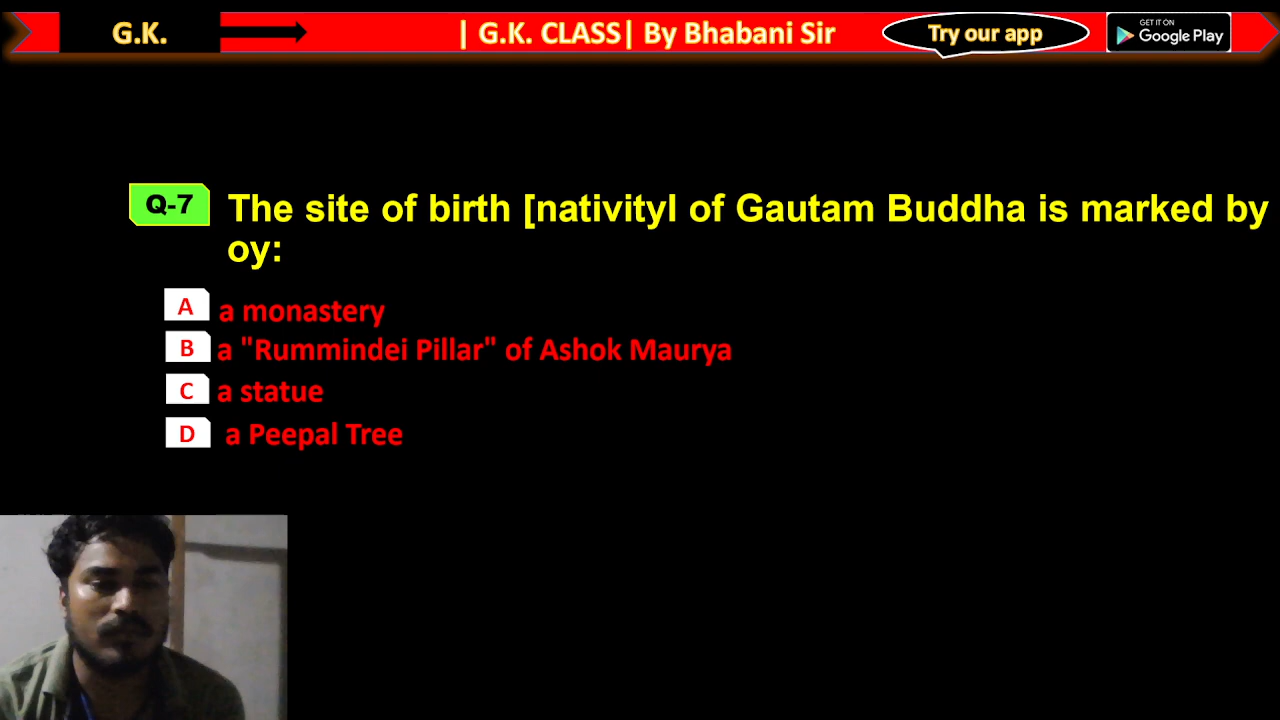 G.K.
| G.K. CLASS| By Bhabani Sir
Try our app
GET IT ON
Google Play
Q-7
The site of birth [nativityl of Gautam Buddha is marked by
oy:
A a monastery
B a "Rummindei Pillar" of Ashok Maurya
C a statue
D a Peepal Tree